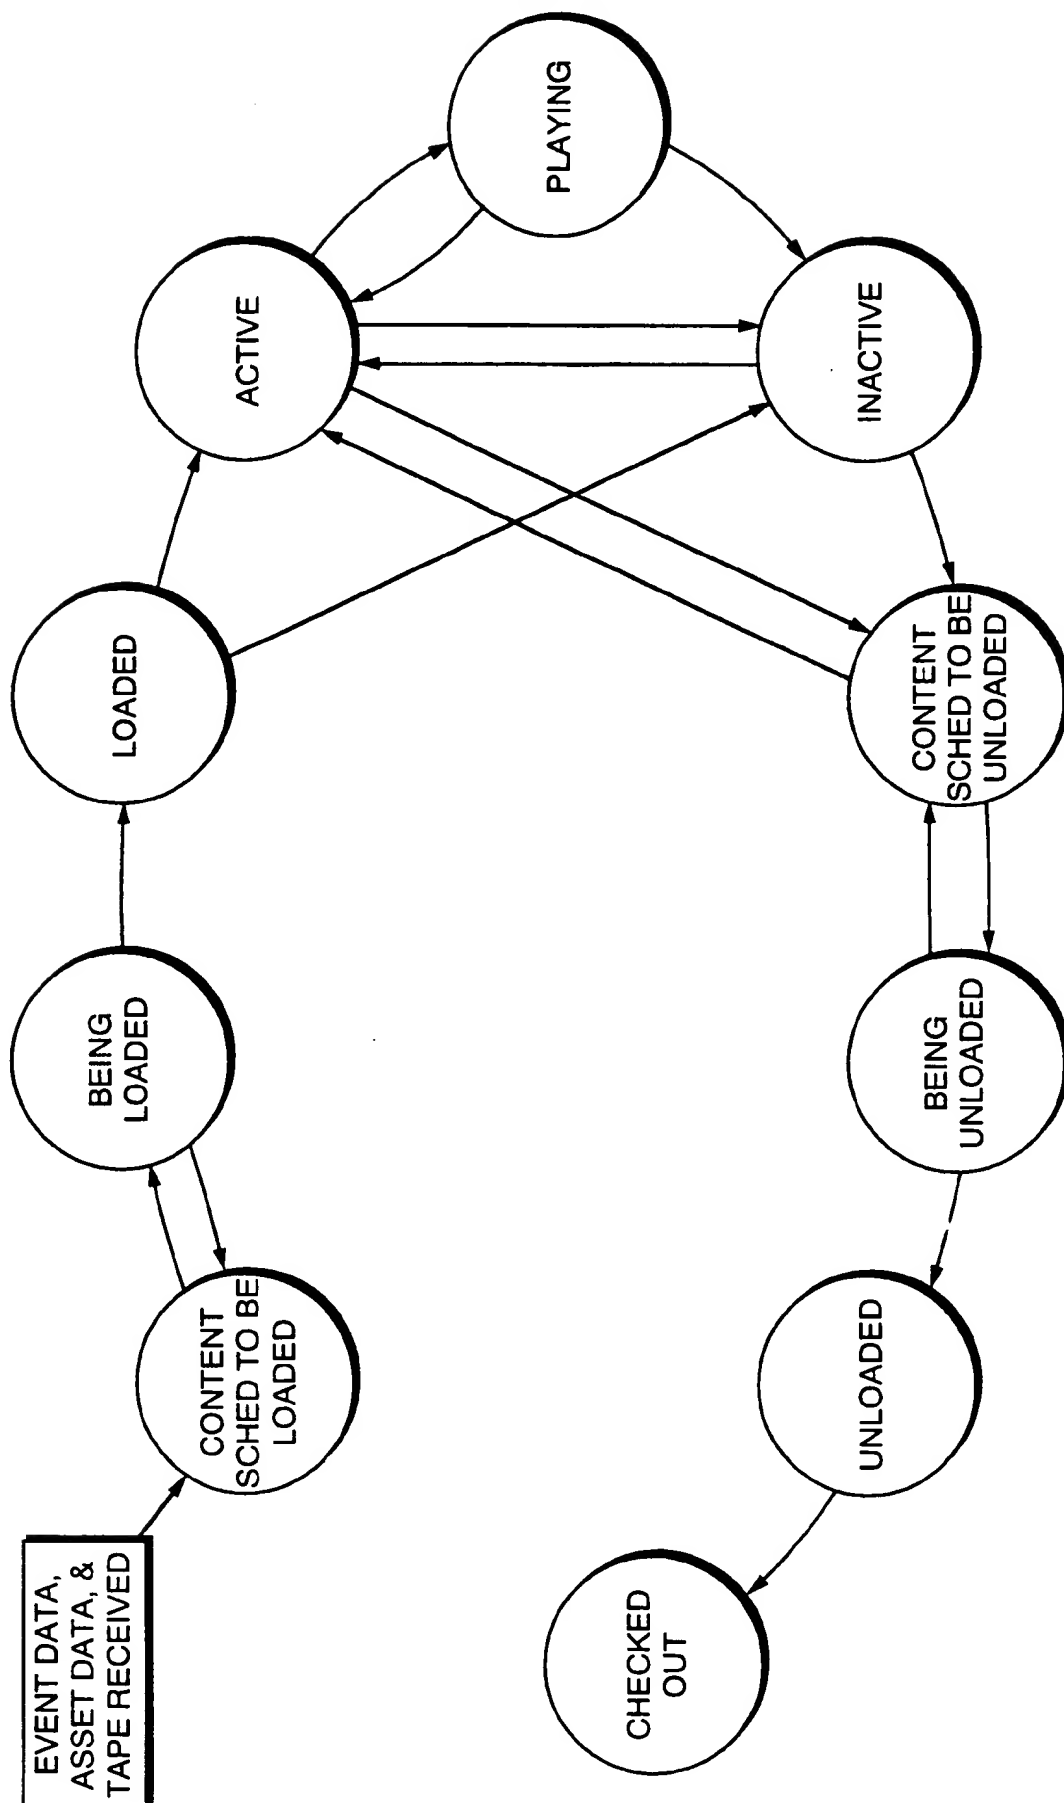 EVENT DATA,
ASSET DATA, &
TAPE RECEIVED
CONTENT
SCHED TO BE
LOADED
BEING
LOADED
LOADED
ACTIVE
PLAYING
INACTIVE
CONTENT
SCHED TO BE
UNLOADED
BEING
UNLOADED
UNLOADED
CHECKED
OUT